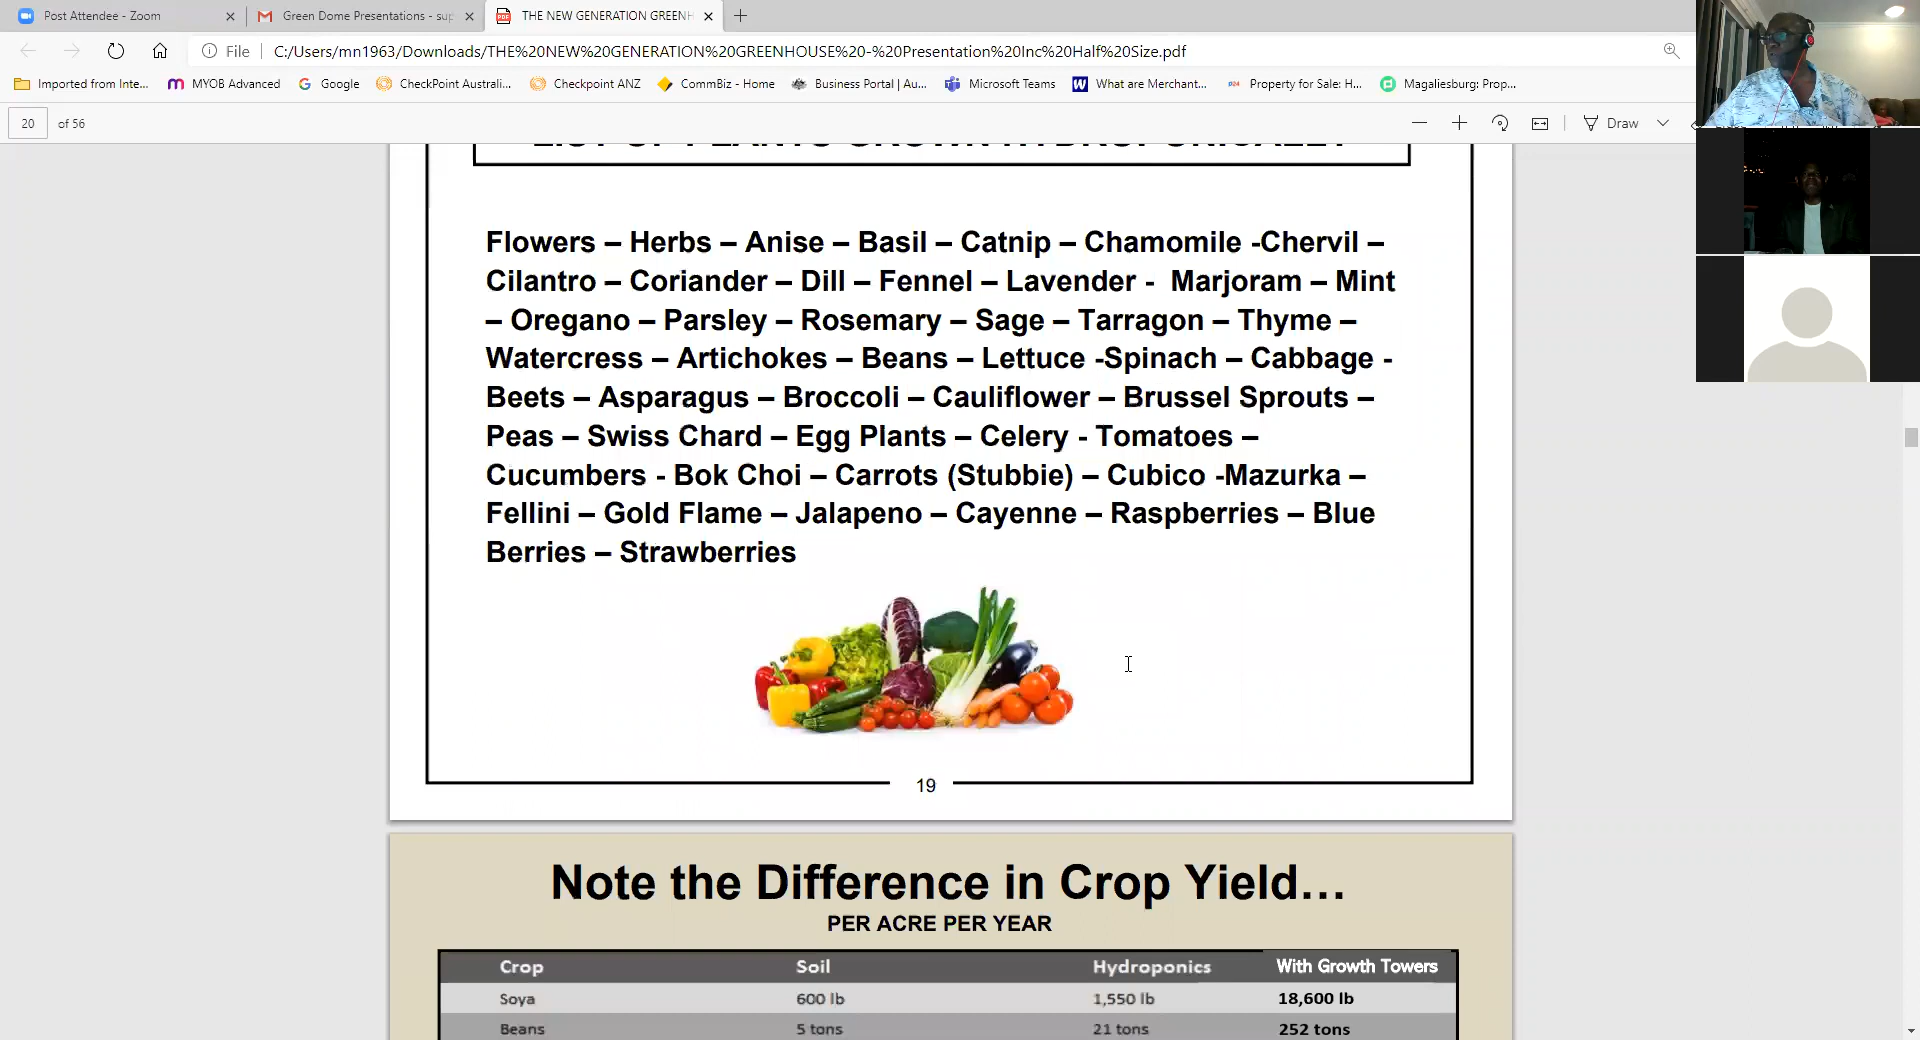 Post Attendee - Zoom
Green Dome Presentations - sup
THE NEW GENERATION GREENH
File
C:/Users/mn1963/Downloads/THE%20NEW%20GENERATION%20GREENHOUSE%20-%20Presentation%20Inc%20Half%20Size.pdf
Imported from Inte...
MYOB Advanced
Google
CheckPoint Australi...
Checkpoint ANZ
CommBiz - Home
Business Portal | Au...
Microsoft Teams
What are Merchant...
Property for Sale: H...
Magaliesburg: Prop...
20 of 56
Draw
LIST OF PLANTS GROWN HYDROPONICALLY
Flowers – Herbs – Anise – Basil – Catnip – Chamomile -Chervil –
Cilantro – Coriander – Dill – Fennel – Lavender - Marjoram – Mint
– Oregano – Parsley – Rosemary – Sage – Tarragon – Thyme –
Watercress – Artichokes – Beans – Lettuce -Spinach – Cabbage -
Beets – Asparagus – Broccoli – Cauliflower – Brussel Sprouts –
Peas – Swiss Chard – Egg Plants – Celery - Tomatoes –
Cucumbers - Bok Choi – Carrots (Stubbie) – Cubico -Mazurka –
Fellini – Gold Flame – Jalapeno – Cayenne – Raspberries – Blue
Berries – Strawberries
19
Note the Difference in Crop Yield...
PER ACRE PER YEAR
Crop Soil Hydroponics With Growth Towers
Soya 600 lb 1,550 lb 18,600 lb
Beans 5 tons 21 tons 252 tons